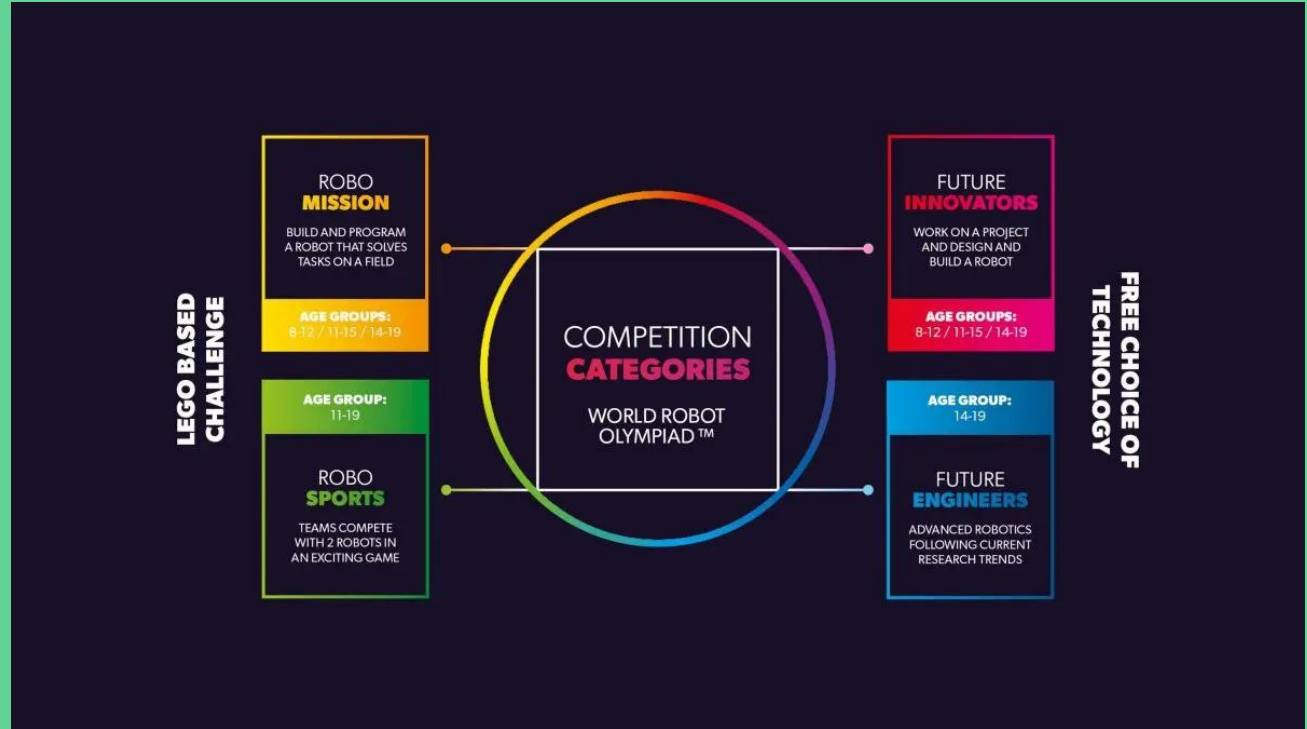 LEGO BASED
CHALLENGE
ROBO
MISSION
BUILD AND PROGRAM
A ROBOT THAT SOLVES
TASKS ON A FIELD
AGE GROUPS:
8-12 / 11-15 / 14-19
AGE GROUP:
11-19
ROBO
SPORTS
TEAMS COMPETE
WITH 2 ROBOTS IN
AN EXCITING GAME
COMPETITION
CATEGORIES
WORLD ROBOT
OLYMPIAD™
FUTURE
INNOVATORS
WORK ON A PROJECT
AND DESIGN AND
BUILD A ROBOT
AGE GROUPS:
8-12 / 11-15 / 14-19
AGE GROUP:
14-19
FUTURE
ENGINEERS
ADVANCED ROBOTICS
FOLLOWING CURRENT
RESEARCH TRENDS
FREE CHOICE OF
TECHNOLOGY